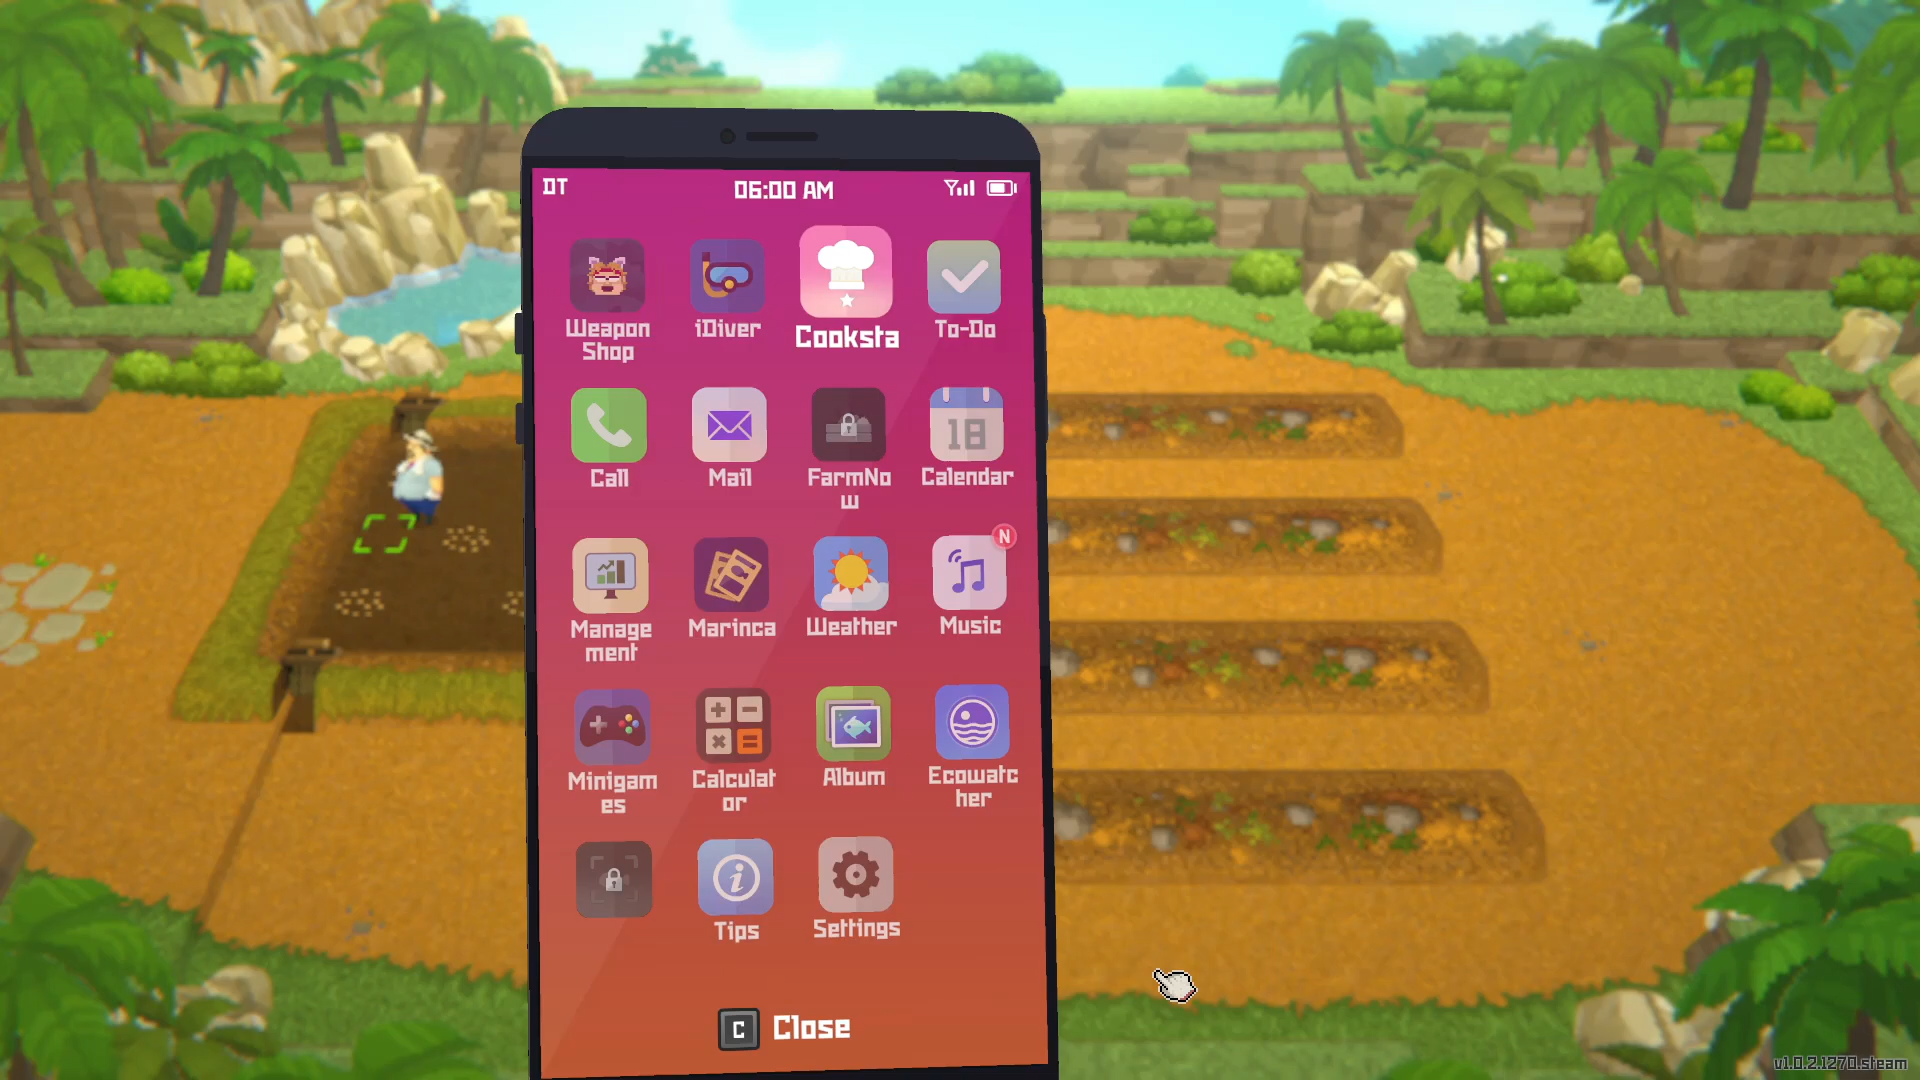 DT
06:00 AM
Weapon
Shop
iDiver
Cooksta
To-Do
Call
Mail
FarmNo
w
18
Calendar
N
Manage
ment
Marinca
Weather
Music
Minigam
es
Calculat
or
Album
Ecowatc
her
Tips
Settings
C Close
v1.0.2.1270.steam